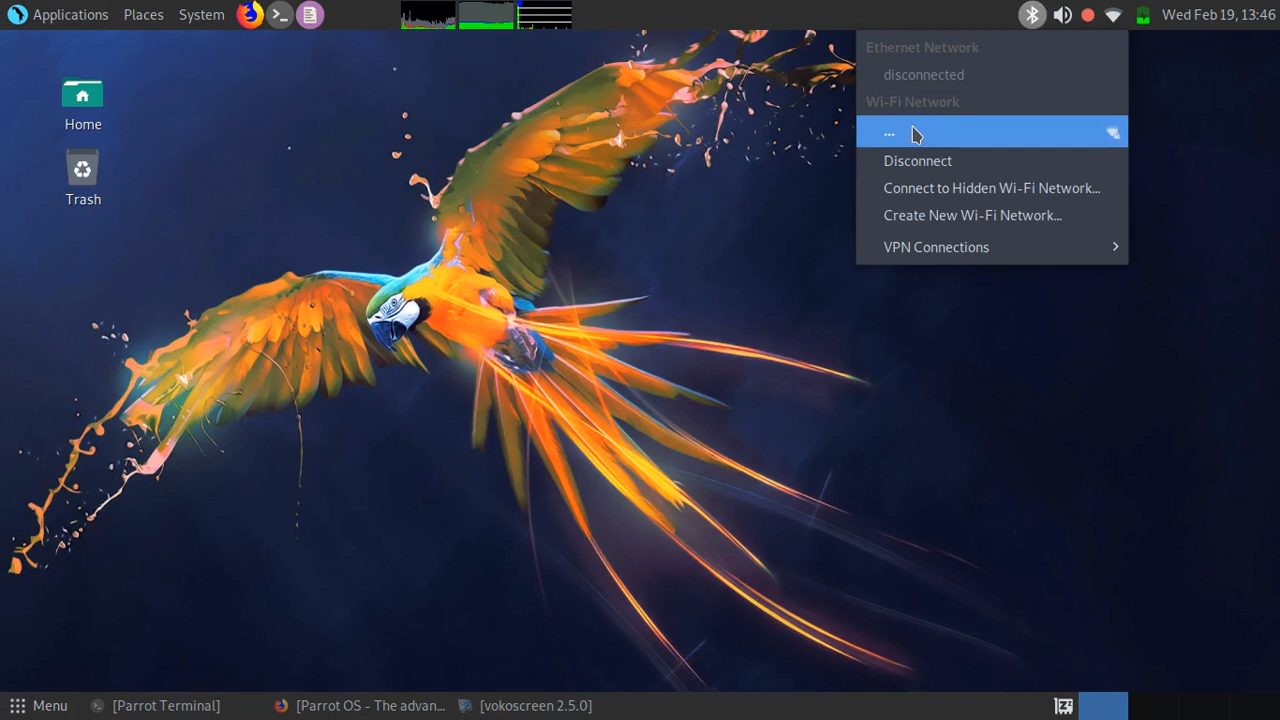 Applications Places System
Wed Feb 19, 13:46
Ethernet Network
disconnected
Wi-Fi Network
...
Disconnect
Connect to Hidden Wi-Fi Network...
Create New Wi-Fi Network...
VPN Connections
Home
Trash
Menu [Parrot Terminal] [Parrot OS - The advan... [vokoscreen 2.5.0]